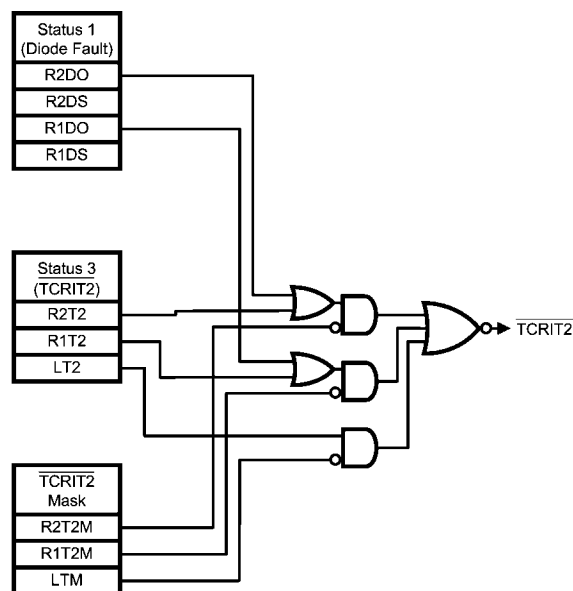 Status 1
(Diode Fault)
R2DO
R2DS
R1DO
R1DS
Status 3
(TCRIT2)
R2T2
R1T2
LT2
TCRIT2
TCRIT2
Mask
R2T2M
R1T2M
LTM